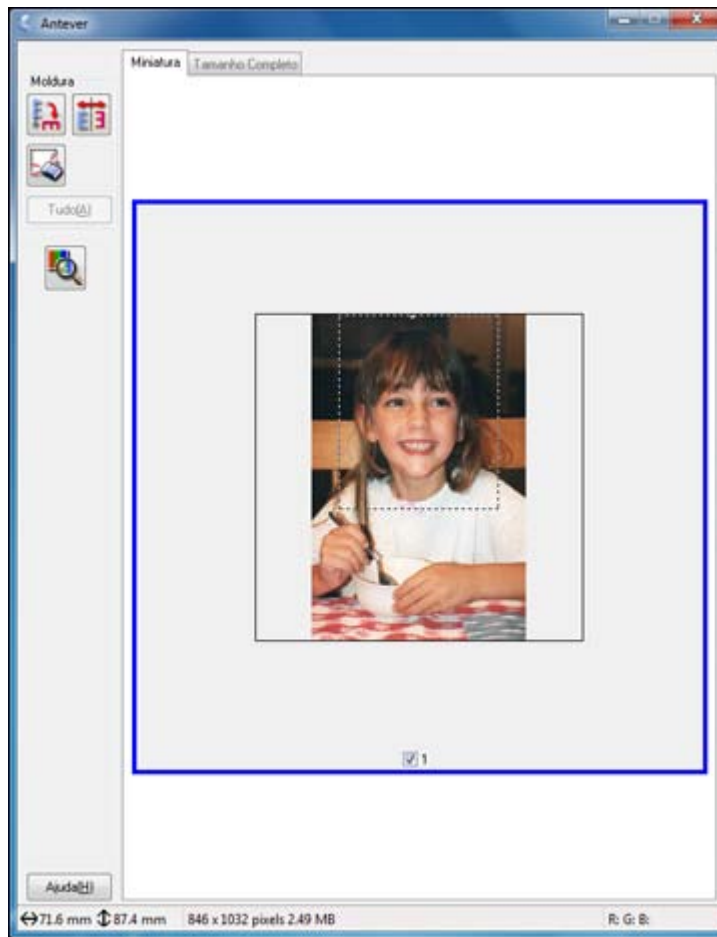 Antever
Miniatura
Tamanho Completo
Moldura
Tudo(A)
1
Ajuda(H)
71.6 mm 87.4 mm 846 x 1032 pixels 2.49 MB R: G: B: